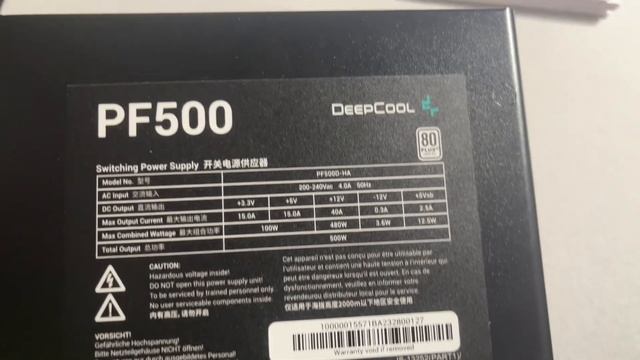 PF500
DEEPCOOL
80
PLUS
Switching Power Supply 开关电源供应器
Model No. 型号 PF500D-HA
AC Input 交流输入 200-240Vac 4.0A 50Hz
DC Output 直流输出 +3.3V +5V +12V -12V +5Vsb
Max Output Current 最大输出电流 15.0A 15.0A 40A 0.3A 2.5A
Max Combined Wattage 最大组合功率 100W 480W 3.6W 12.5W
Total Output 总功率 500W
CAUTION:
Hazardous voltage inside!
DO NOT open this power supply unit!
To be serviced by trained personnel only.
No user serviceable components inside.
内有高压, 请勿打开!
Cet appareil n'est pas conçu pour être utilisable par
l'utilisateur et contient une haute tension à l'intérieur qui
peut être dangereux lorsqu'il est ouvert. En cas de
dysfonctionnement, veuillez en informer votre
revendeurou distributeur local pour le service.
仅适用于海拔高度2000m以下地区安全使用
VORSICHT!
Gefährliche Hochspannung!
Bitte Netzteilgehäuse NICHT öffnen!
10000015571BA232800127
Warranty void if removed